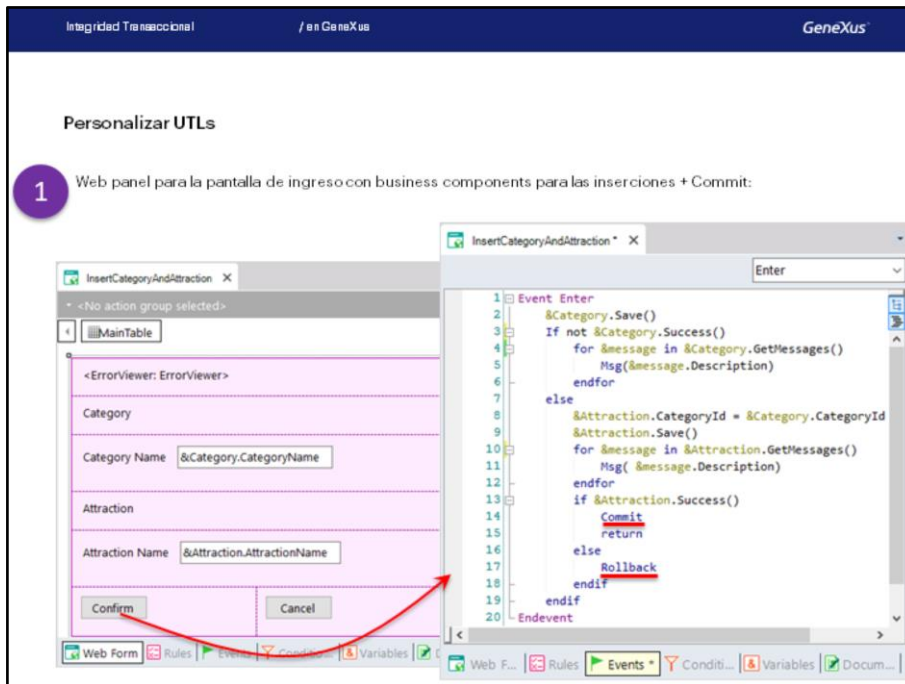 Integridad Transaccional / en GeneXus GeneXus
Personalizar UTLs
1
Web panel para la pantalla de ingreso con business components para las inserciones + Commit:
InsertCategoryAndAttraction X
* <No action group selected>
MainTable
<ErrorViewer: ErrorViewer>
Category
Category Name &Category.CategoryName
Attraction
Attraction Name &Attraction.AttractionName
Confirm Cancel
Web Form Rules Events Conditio... &Variables
InsertCategoryAndAttraction * X
Enter
1 Event Enter
2 &Category.Save()
3 If not &Category.Success()
4 for &message in &Category.GetMessages()
5 Msg(&message.Description)
6 endfor
7 else
8 &Attraction.CategoryId = &Category.CategoryId
9 &Attraction.Save()
10 for &message in &Attraction.GetMessages()
11 Msg( &message.Description)
12 endfor
13 if &Attraction.Success()
14 Commit
15 return
16 else
17 Rollback
18 endif
19 endif
20 Endevent
Web F... Rules Events * Conditi... &Variables Docum...